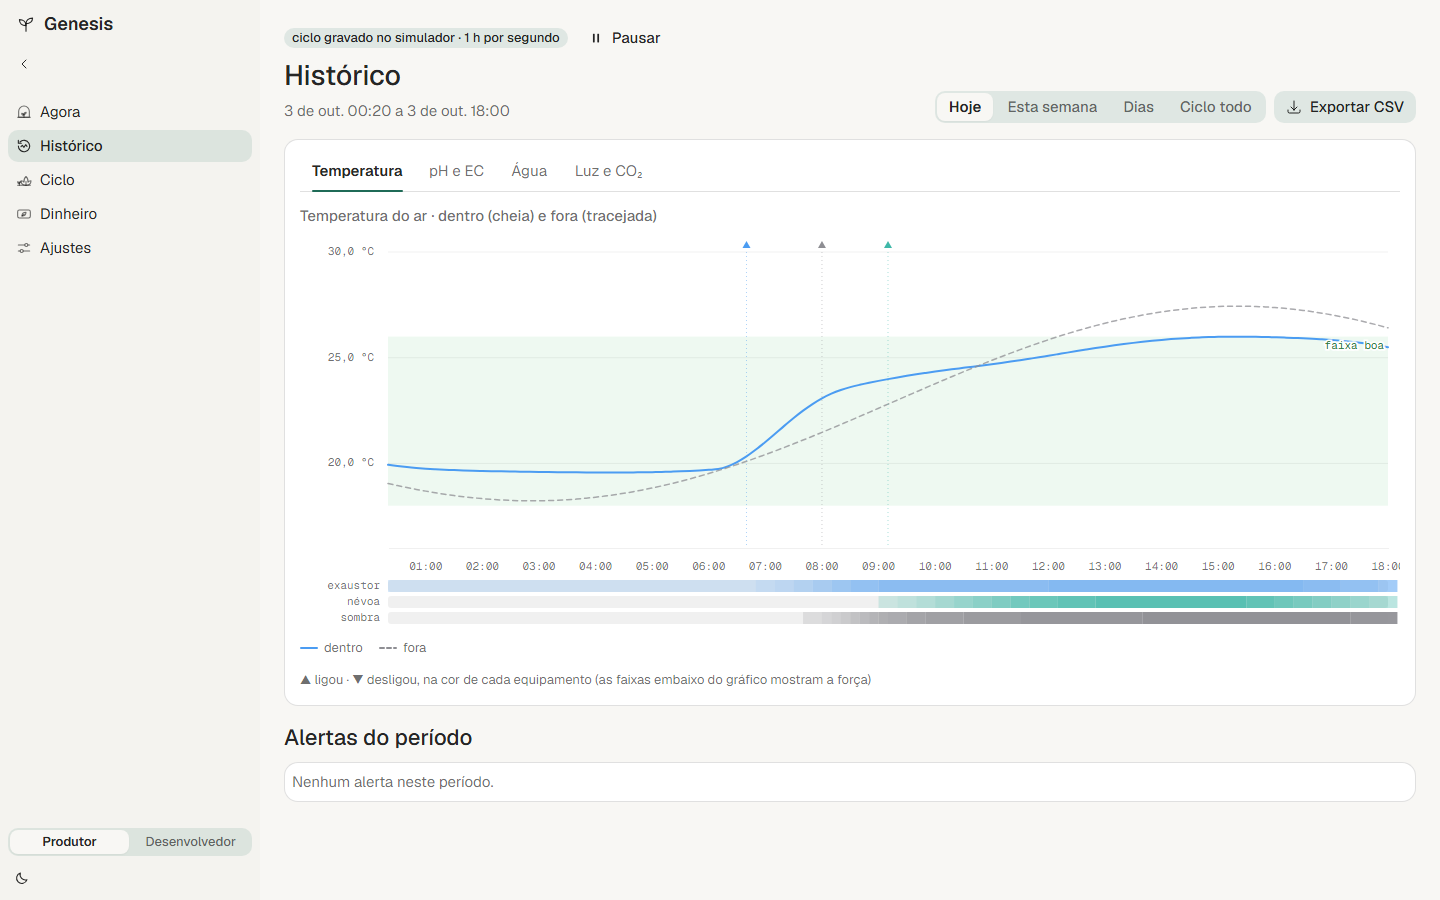 Genesis
Agora
Histórico
Ciclo
Dinheiro
Ajustes
Produtor
Desenvolvedor
ciclo gravado no simulador · 1 h por segundo
Pausar
Histórico
3 de out. 00:20 a 3 de out. 18:00
Hoje
Esta semana
Dias
Ciclo todo
Exportar CSV
Temperatura
pH e EC
Água
Luz e CO₂
Temperatura do ar · dentro (cheia) e fora (tracejada)
30,0 °C
25,0 °C
20,0 °C
faixa boa
01:00 02:00 03:00 04:00 05:00 06:00 07:00 08:00 09:00 10:00 11:00 12:00 13:00 14:00 15:00 16:00 17:00 18:00
exaustor
névoa
sombra
dentro
fora
▲ ligou · ▼ desligou, na cor de cada equipamento (as faixas embaixo do gráfico mostram a força)
Alertas do período
Nenhum alerta neste período.